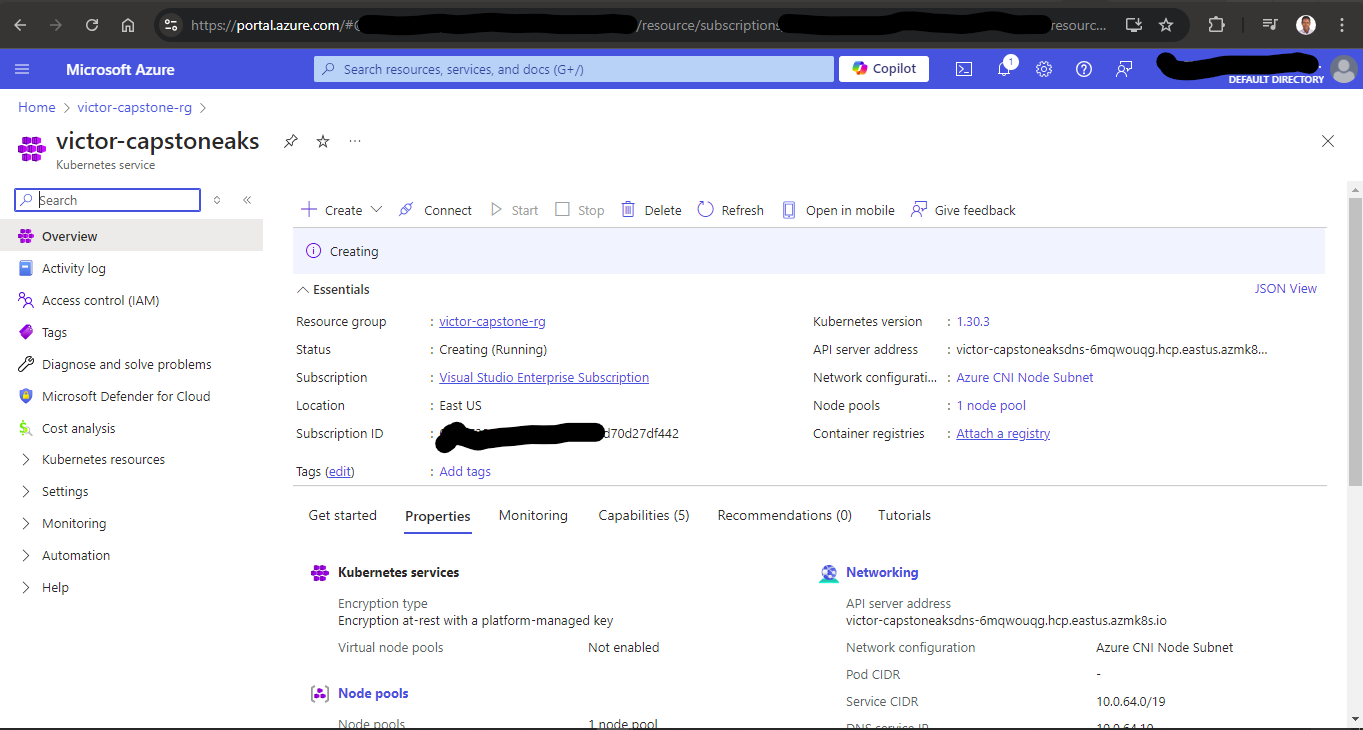 https://portal.azure.com/#@ /resource/subscriptions resourc...
Microsoft Azure
Search resources, services, and docs (G+/)
Copilot
1
DEFAULT DIRECTORY
Home > victor-capstone-rg >
victor-capstoneaks
Kubernetes service
Search
Create
Connect
Start
Stop
Delete
Refresh
Open in mobile
Give feedback
Overview
Activity log
Access control (IAM)
Tags
Diagnose and solve problems
Microsoft Defender for Cloud
Cost analysis
Kubernetes resources
Settings
Monitoring
Automation
Help
Creating
Essentials
JSON View
Resource group : victor-capstone-rg
Status : Creating (Running)
Subscription : Visual Studio Enterprise Subscription
Location : East US
Subscription ID : d70d27df442
Tags (edit) : Add tags
Kubernetes version : 1.30.3
API server address : victor-capstoneaksdns-6mqwouqg.hcp.eastus.azmk8...
Network configurati... : Azure CNI Node Subnet
Node pools : 1 node pool
Container registries : Attach a registry
Get started
Properties
Monitoring
Capabilities (5)
Recommendations (0)
Tutorials
Kubernetes services
Encryption type
Encryption at-rest with a platform-managed key
Virtual node pools Not enabled
Node pools
Node pools 1 node pool
Networking
API server address
victor-capstoneaksdns-6mqwouqg.hcp.eastus.azmk8s.io
Network configuration Azure CNI Node Subnet
Pod CIDR -
Service CIDR 10.0.64.0/19
DNS service IP 10.0.64.10